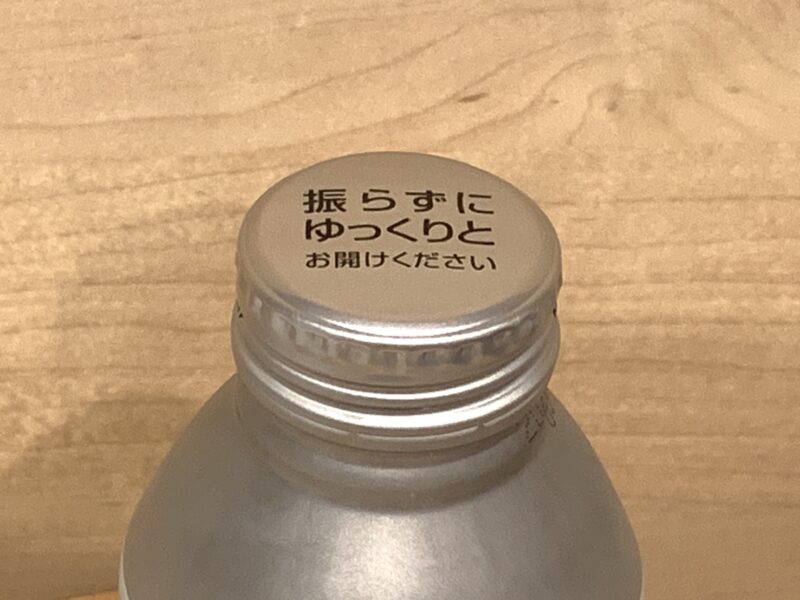 振らずに
ゆっくりと
お開けください